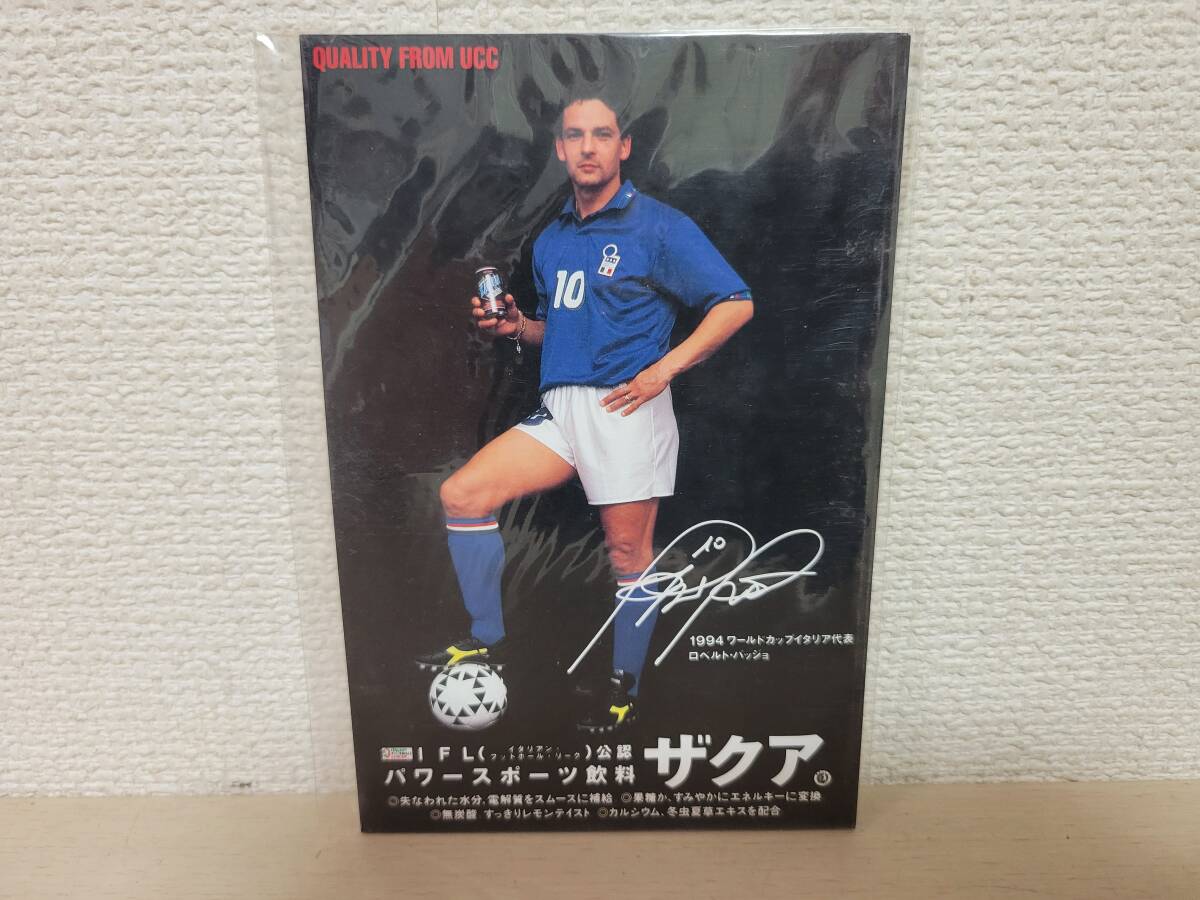 QUALITY FROM UCC
10
10
1994 ワールドカップイタリア代表
ロベルト・バッジョ
IFL(イタリアン・フットボール・リーグ)公認
パワースポーツ飲料 ザクア
◎失なわれた水分、電解質をスムースに補給 ◎果糖が、すみやかにエネルギーに変換
◎無炭酸 すっきりレモンテイスト ◎カルシウム、冬虫夏草エキスを配合